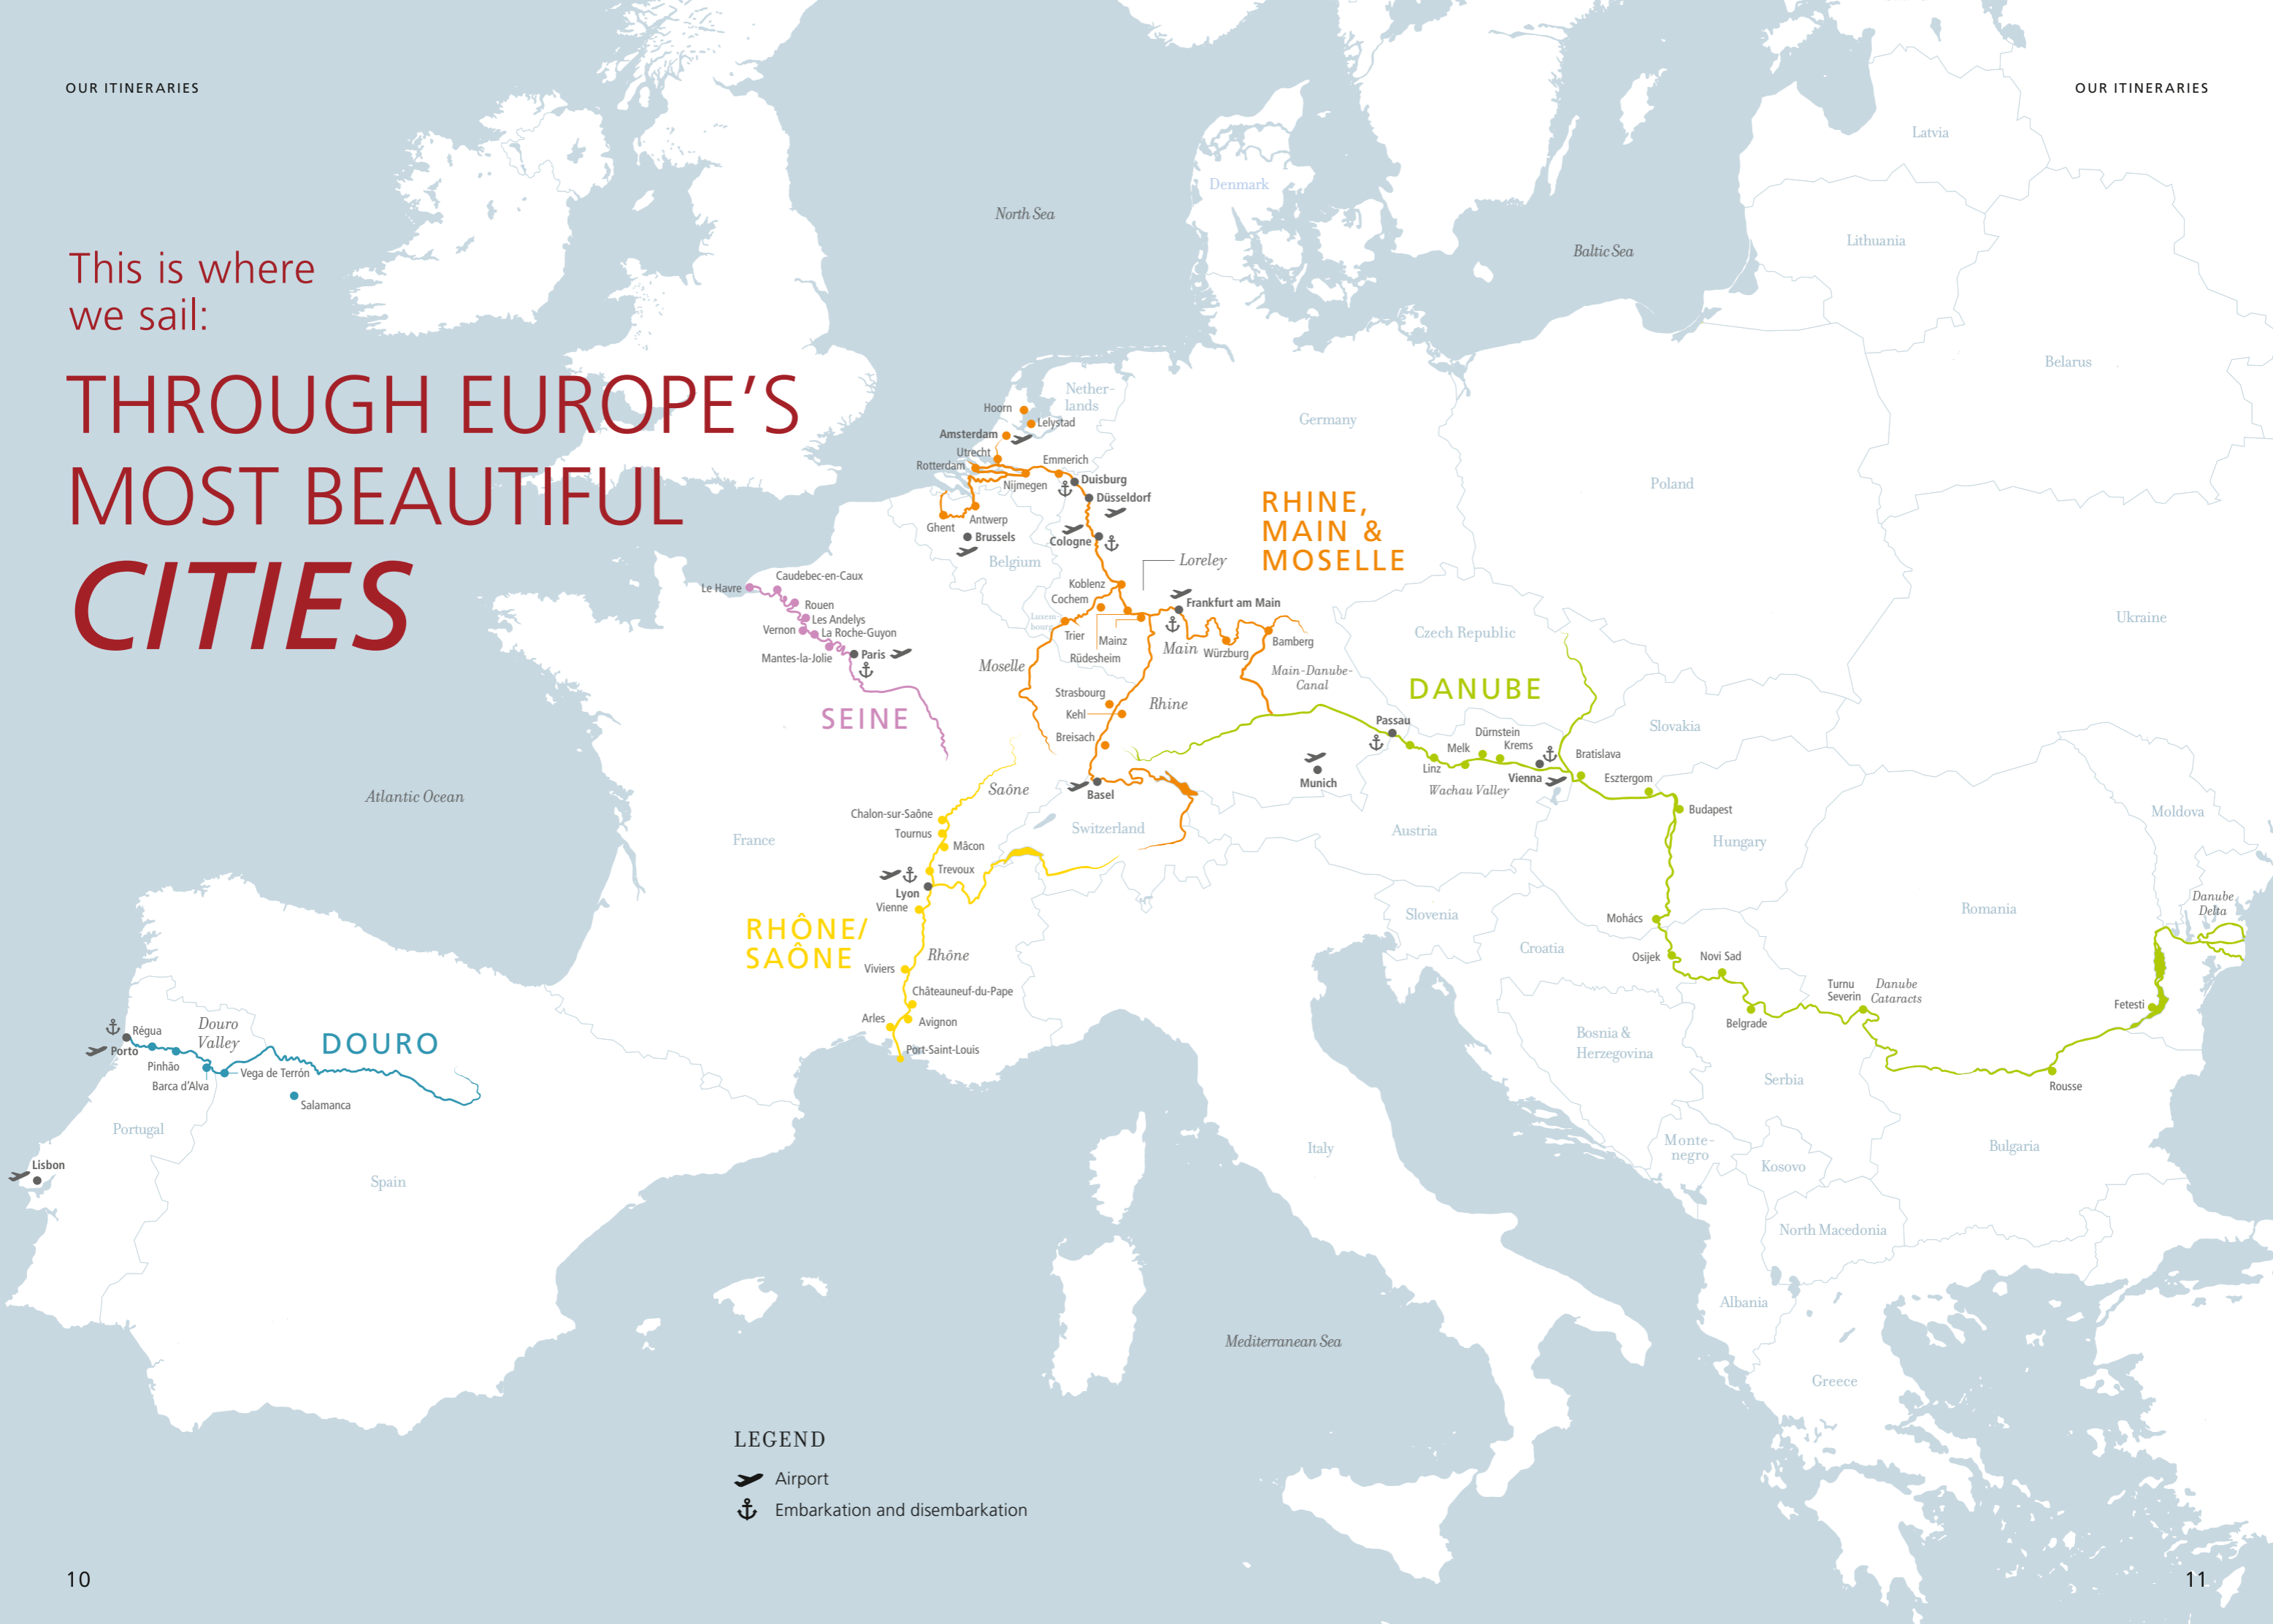 OUR ITINERARIES
OUR ITINERARIES
This is where
we sail:
THROUGH EUROPE'S
MOST BEAUTIFUL
CITIES
North Sea
Baltic Sea
Atlantic Ocean
Mediterranean Sea
Denmark
Latvia
Lithuania
Belarus
Nether-
lands
Germany
Poland
Belgium
Luxem-
bourg
Czech Republic
Ukraine
Slovakia
France
Switzerland
Austria
Hungary
Moldova
Slovenia
Croatia
Romania
Bosnia &
Herzegovina
Serbia
Monte-
negro
Kosovo
Bulgaria
North Macedonia
Albania
Greece
Italy
Portugal
Spain
RHINE,
MAIN &
MOSELLE
Hoorn
Lelystad
Amsterdam
Utrecht
Rotterdam
Emmerich
Nijmegen
Duisburg
Düsseldorf
Antwerp
Ghent
Brussels
Cologne
Loreley
Koblenz
Cochem
Frankfurt am Main
Trier
Mainz
Rüdesheim
Main
Würzburg
Bamberg
Main-Danube-
Canal
Moselle
Strasbourg
Kehl
Rhine
Breisach
Basel
SEINE
Le Havre
Caudebec-en-Caux
Rouen
Les Andelys
Vernon
La Roche-Guyon
Mantes-la-Jolie
Paris
DANUBE
Passau
Munich
Linz
Melk
Dürnstein
Krems
Vienna
Wachau Valley
Bratislava
Esztergom
Budapest
Mohács
Osijek
Novi Sad
Belgrade
Turnu
Severin
Danube
Cataracts
Rousse
Fetesti
Danube
Delta
RHÔNE/
SAÔNE
Saône
Chalon-sur-Saône
Tournus
Mâcon
Trevoux
Lyon
Vienne
Rhône
Viviers
Châteauneuf-du-Pape
Arles
Avignon
Port-Saint-Louis
DOURO
Douro
Valley
Régua
Porto
Pinhão
Barca d'Alva
Vega de Terrón
Salamanca
Lisbon
LEGEND
Airport
Embarkation and disembarkation
10
11